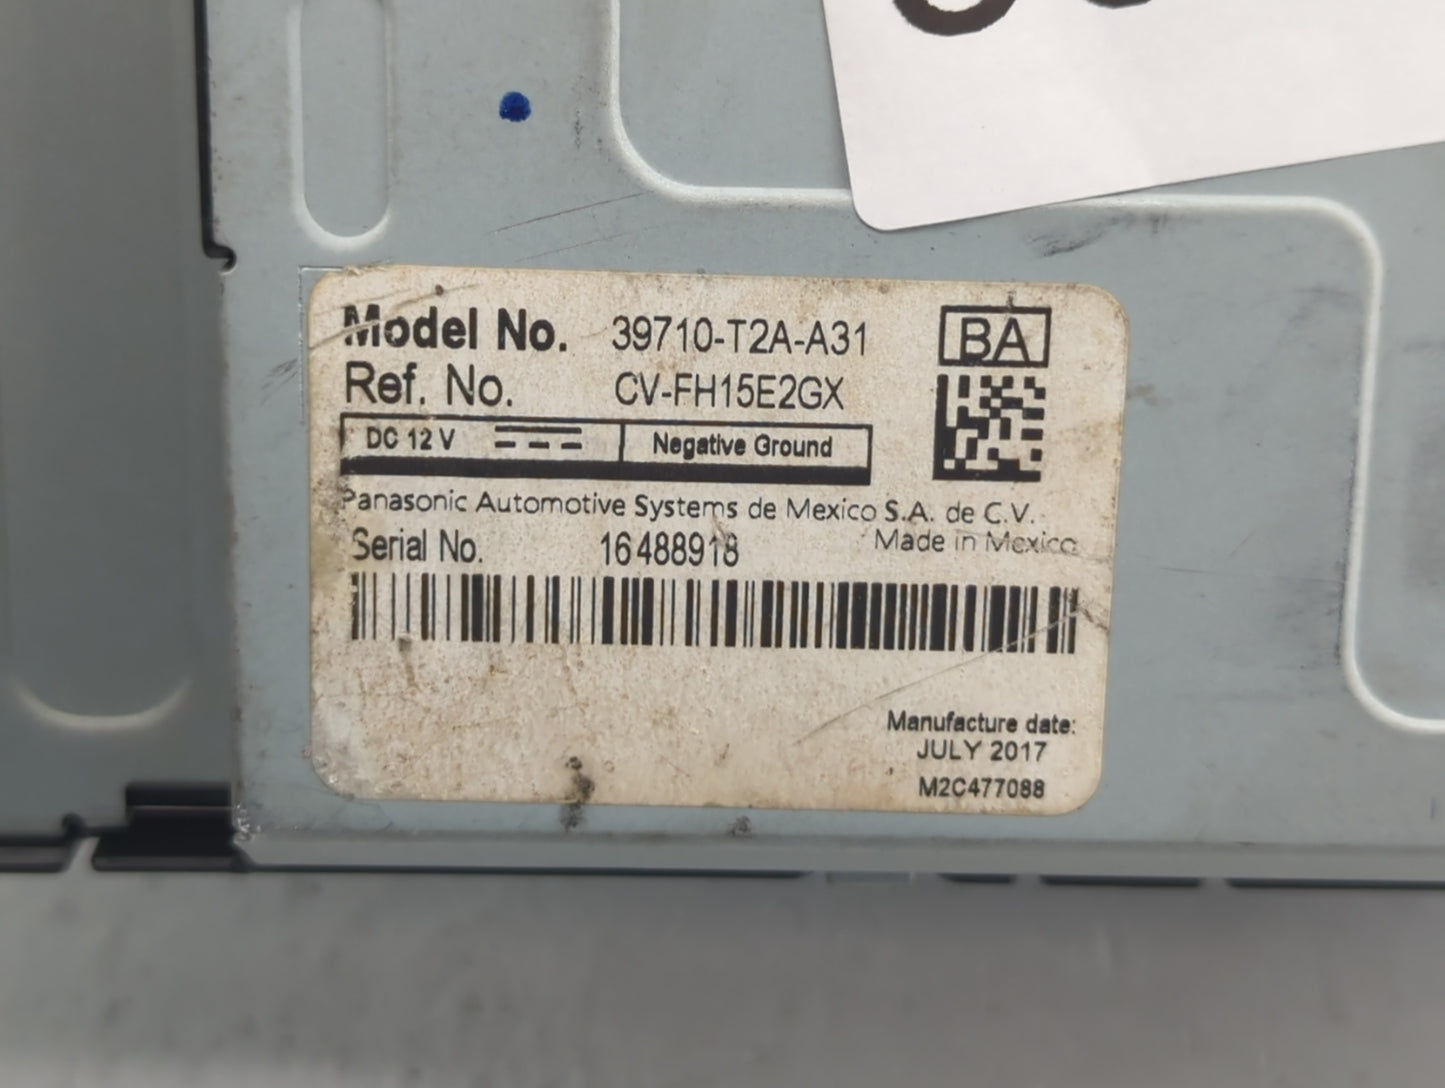 Model No. 39710-T2A-A31
BA
Ref. No. CV-FH15E2GX
DC 12 V Negative Ground
Panasonic Automotive Systems de Mexico S.A. de C.V.
Serial No. 16488918 Made in Mexico
Manufacture date:
JULY 2017
M2C477088